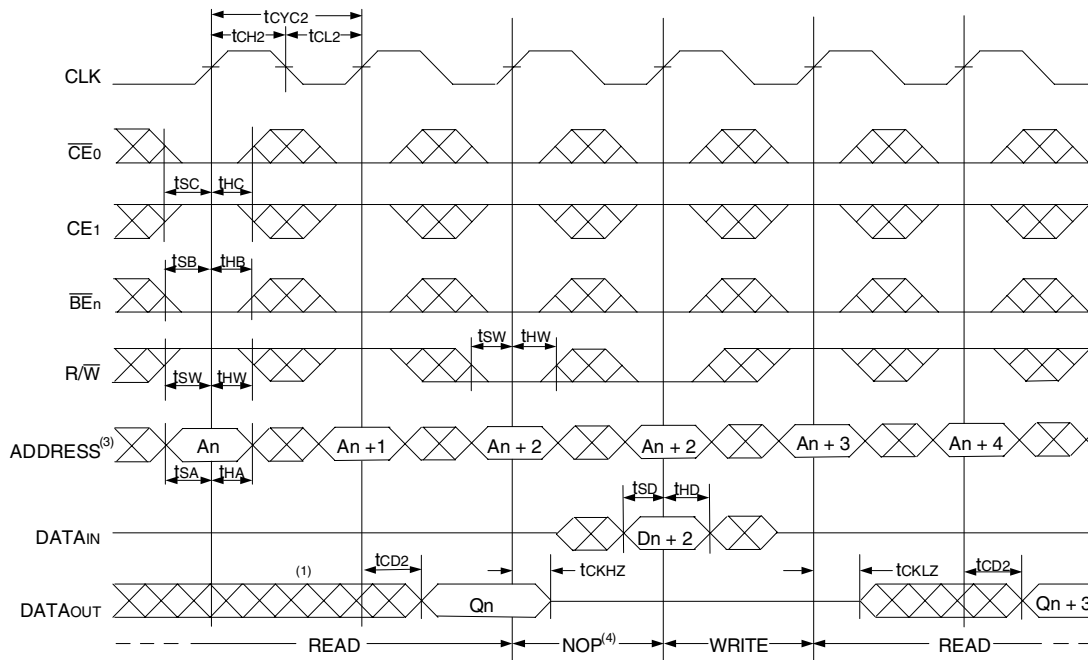 tCYC2
tCH2 tCL2
CLK
CE0
tSC tHC
CE1
tSB tHB
BEn
tSW tHW
R/W
tSW tHW
ADDRESS(3) An An +1 An + 2 An + 2 An + 3 An + 4
tSA tHA
tSD tHD
DATAIN Dn + 2
(1) tCD2 tCKHZ tCKLZ tCD2
DATAOUT Qn Qn + 3
READ NOP(4) WRITE READ